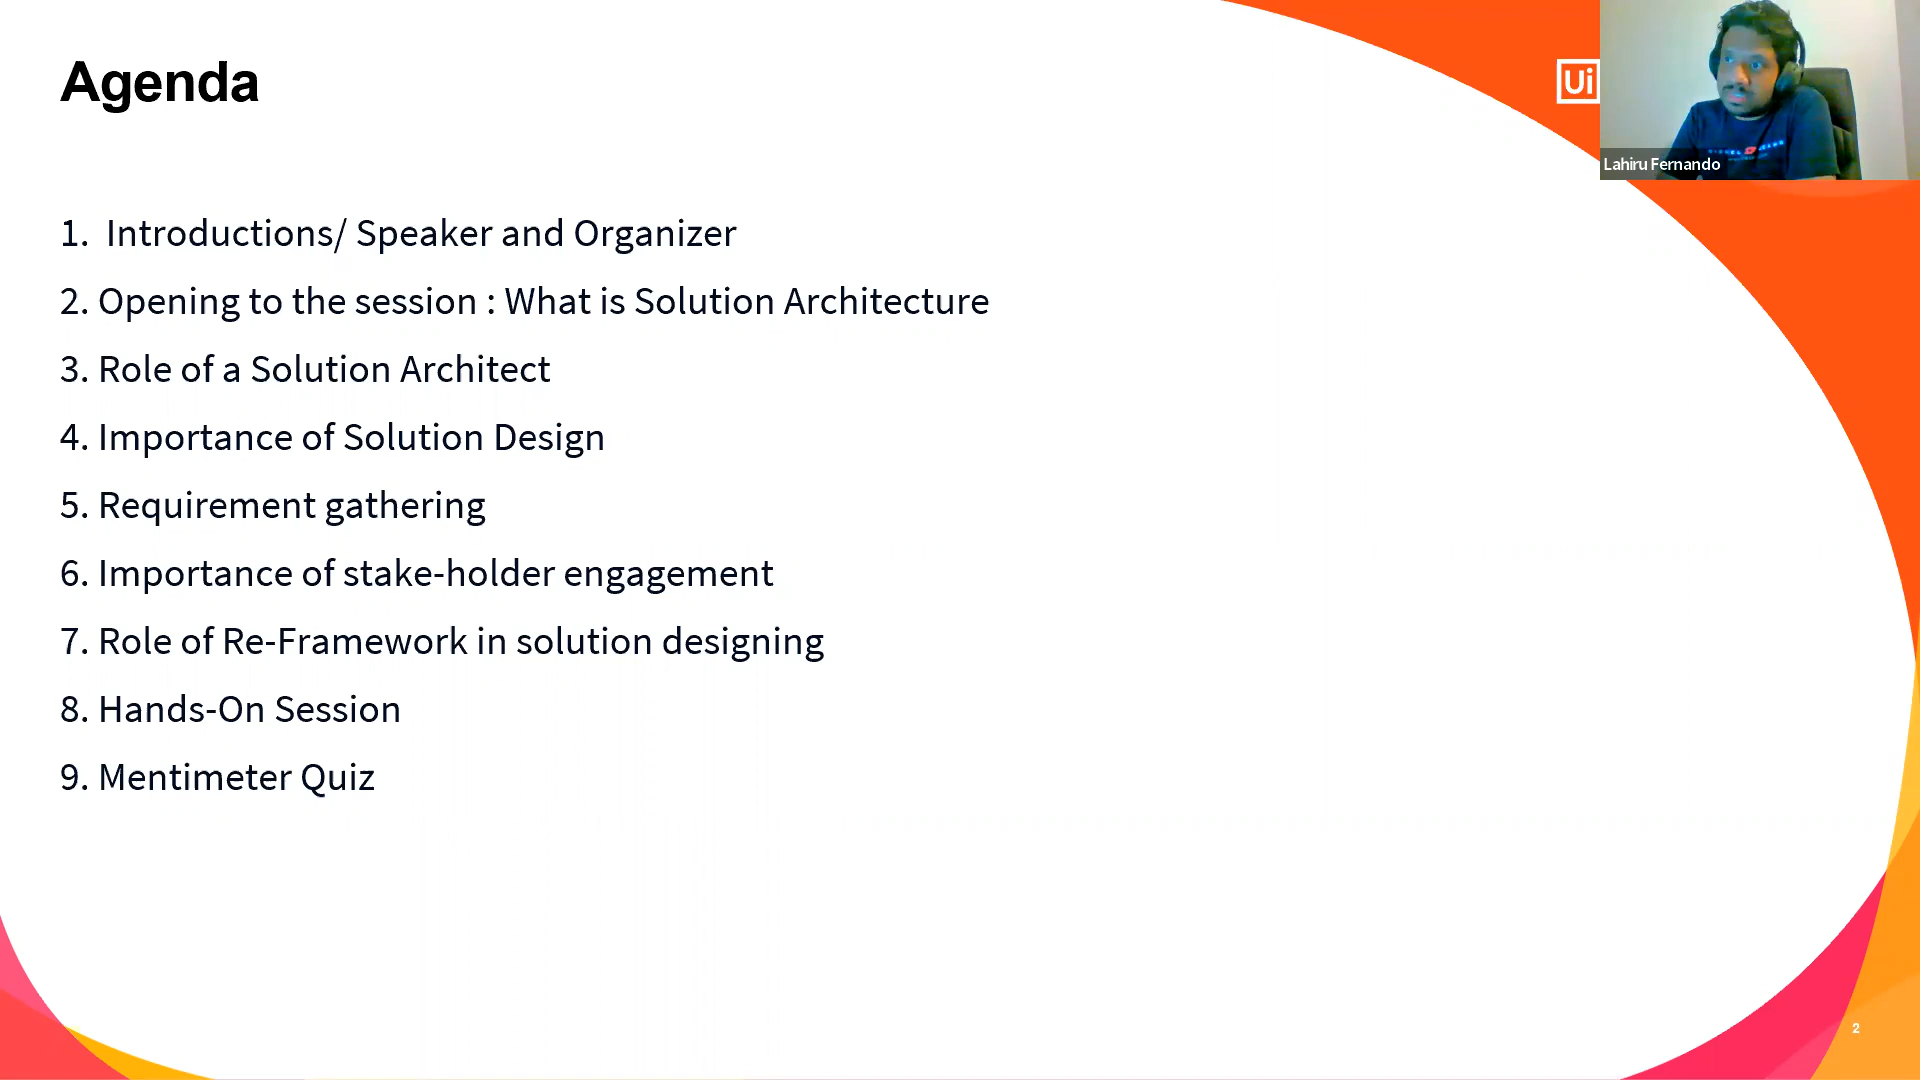 Agenda
Ui
Lahiru Fernando
1. Introductions/ Speaker and Organizer
2. Opening to the session : What is Solution Architecture
3. Role of a Solution Architect
4. Importance of Solution Design
5. Requirement gathering
6. Importance of stake-holder engagement
7. Role of Re-Framework in solution designing
8. Hands-On Session
9. Mentimeter Quiz
2